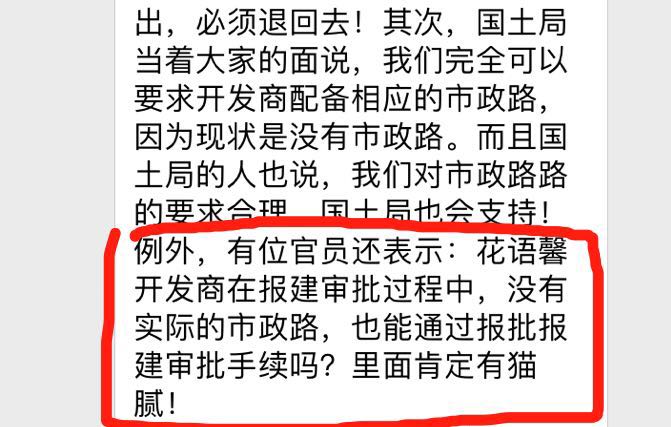 出，必须退回去！其次，国土局
当着大家的面说，我们完全可以
要求开发商配备相应的市政路，
因为现状是没有市政路。而且国
土局的人也说，我们对市政路路
的要求合理，国土局也会支持！
例外，有位官员还表示：花语馨
开发商在报建审批过程中，没有
实际的市政路，也能通过报批报
建审批手续吗？里面肯定有猫
腻！